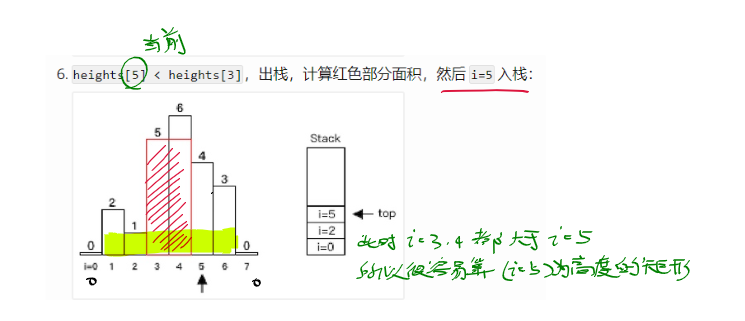 当前
6. heights[5] < heights[3], 出栈，计算红色部分面积，然后 i=5 入栈:
6
5
4
3
2
1
0
0
Stack
i=5
top
i=2
i=0
i=0 1 2 3 4 5 6 7
0
0
此时 i=3.4 都大于 i=5
所以很容易算 (i=5)为高度的矩形